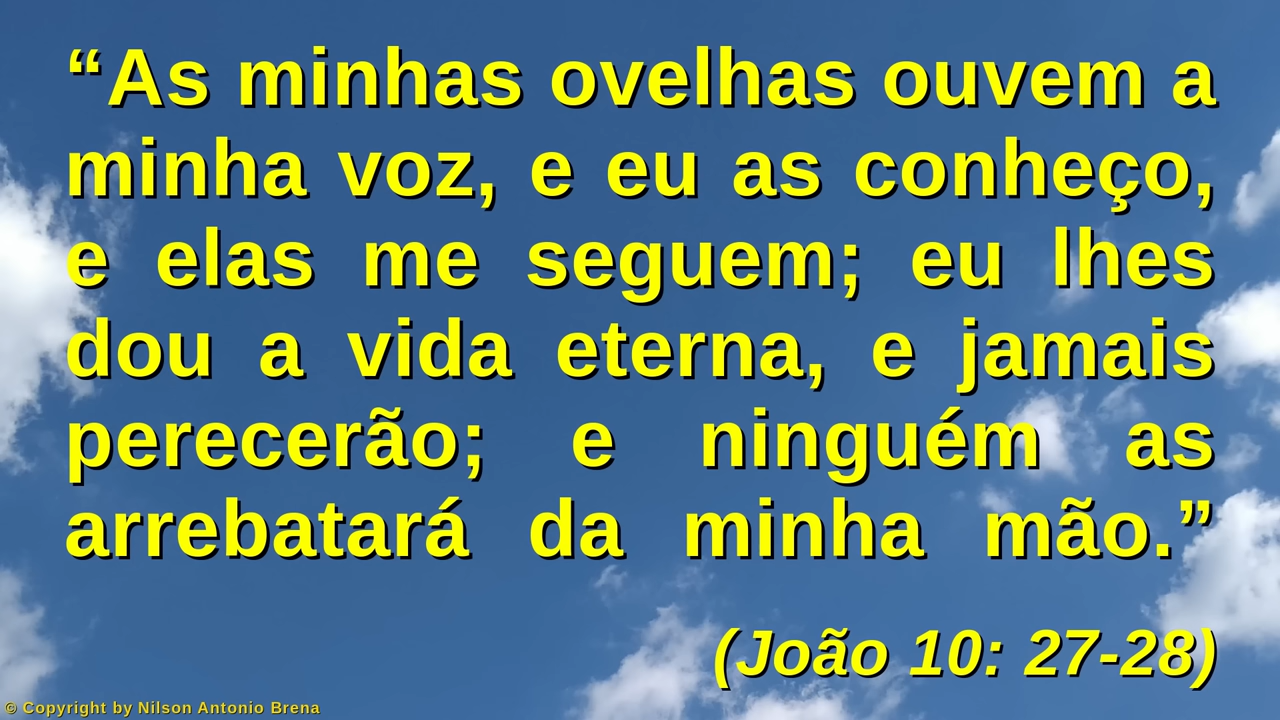 “As minhas ovelhas ouvem a
minha voz, e eu as conheço,
e elas me seguem; eu lhes
dou a vida eterna, e jamais
perecerão; e ninguém as
arrebatará da minha mão.”
(João 10: 27-28)
© Copyright by Nilson Antonio Brena